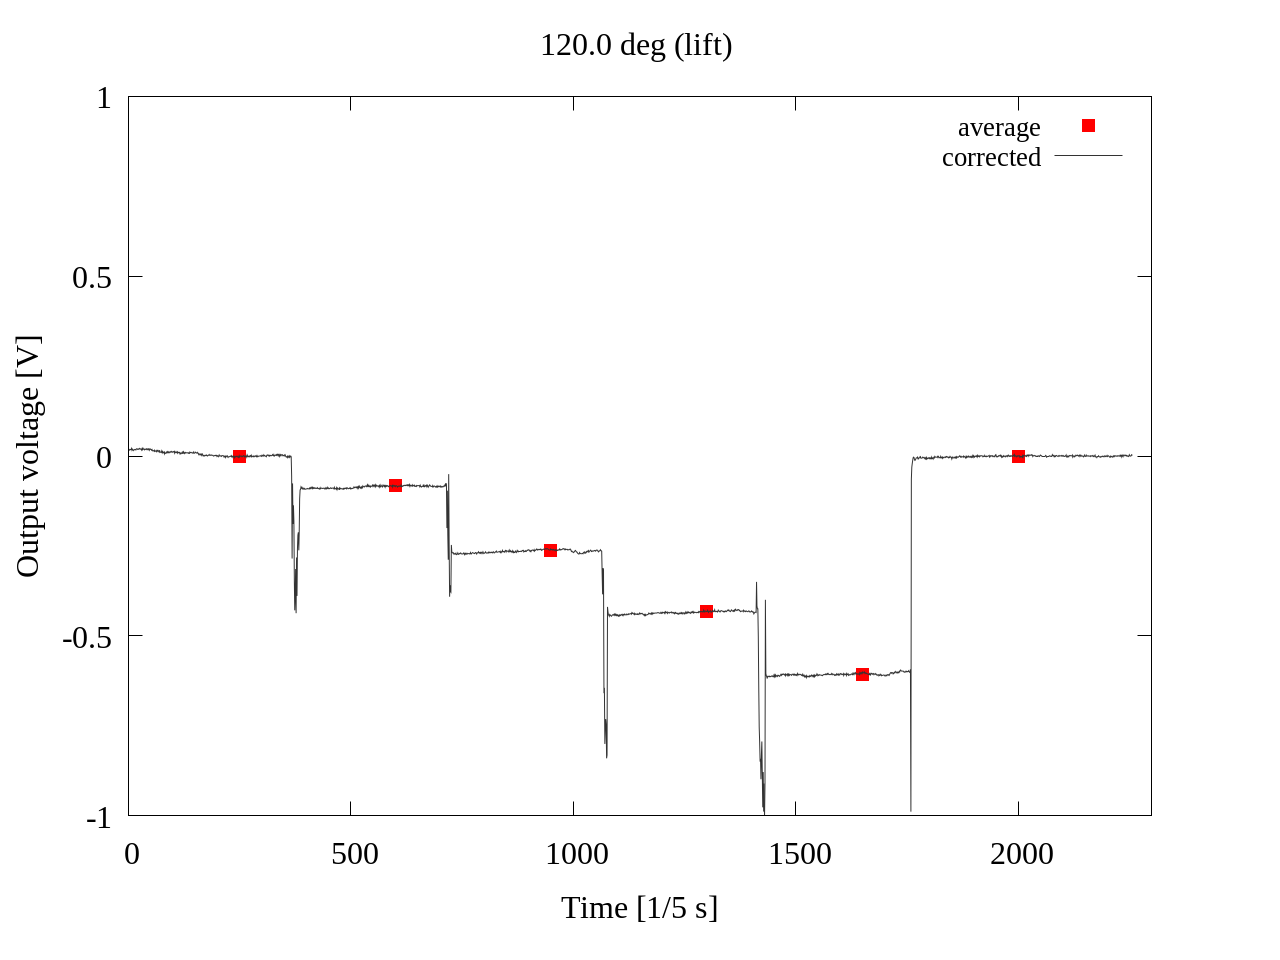 120.0 deg (lift)
average
corrected
1
0.5
0
-0.5
-1
Output voltage [V]
0 500 1000 1500 2000
Time [1/5 s]